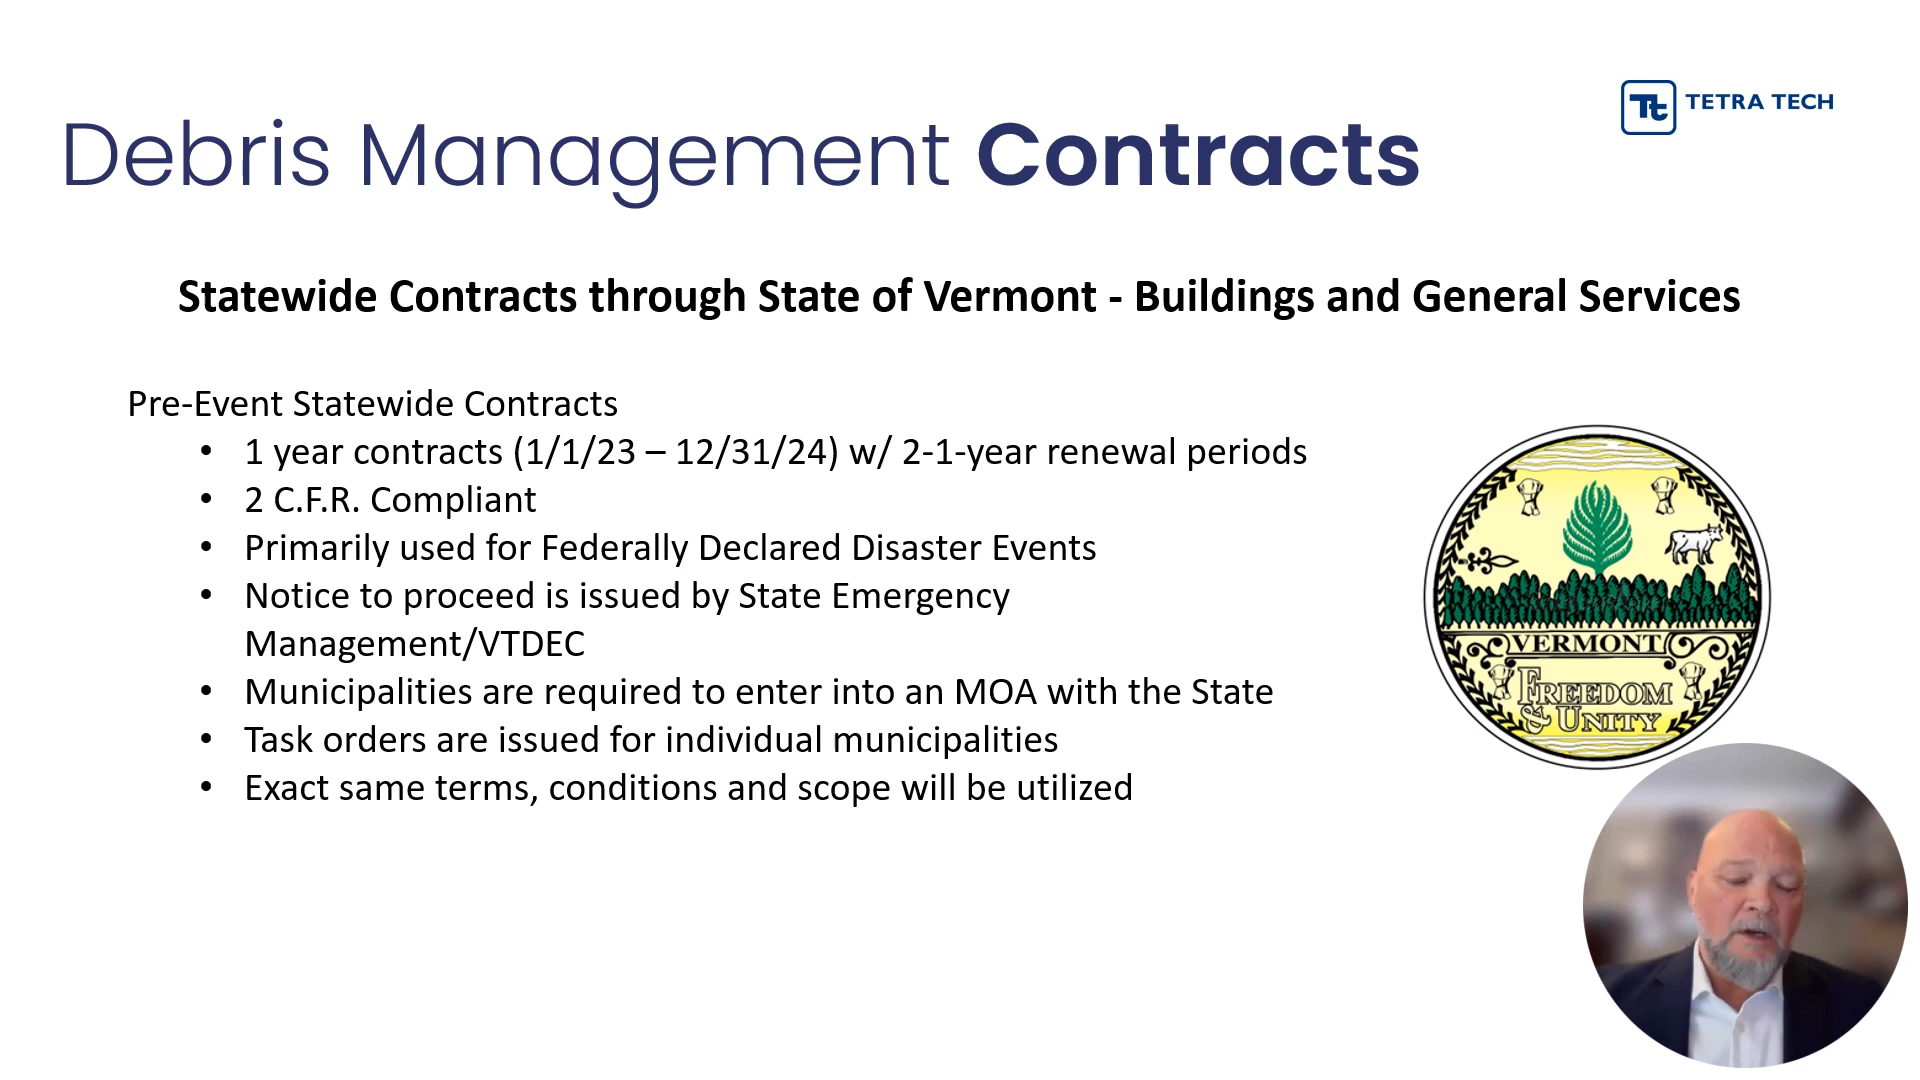 TETRA TECH
Debris Management Contracts
Statewide Contracts through State of Vermont - Buildings and General Services
Pre-Event Statewide Contracts
• 1 year contracts (1/1/23 – 12/31/24) w/ 2-1-year renewal periods
• 2 C.F.R. Compliant
• Primarily used for Federally Declared Disaster Events
• Notice to proceed is issued by State Emergency
Management/VTDEC
• Municipalities are required to enter into an MOA with the State
• Task orders are issued for individual municipalities
• Exact same terms, conditions and scope will be utilized
VERMONT
FREEDOM
& UNITY